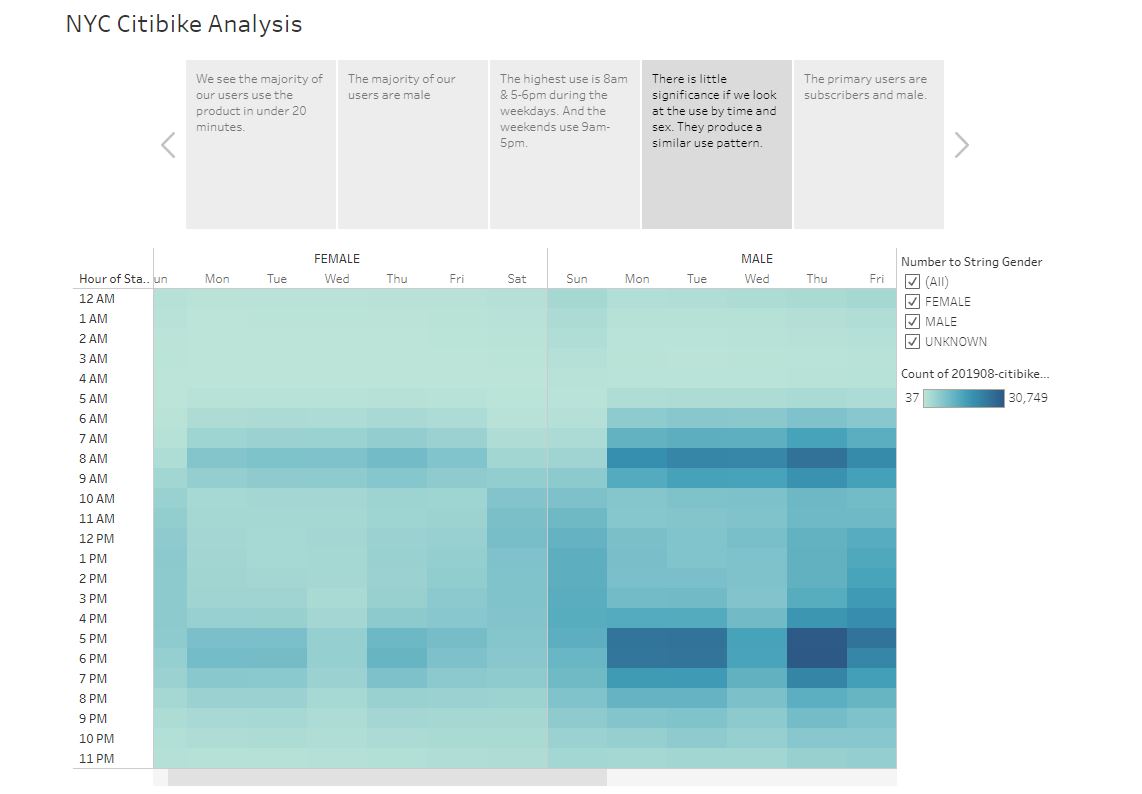 NYC Citibike Analysis
We see the majority of
our users use the
product in under 20
minutes.
The majority of our
users are male
The highest use is 8am
& 5-6pm during the
weekdays. And the
weekends use 9am-
5pm.
There is little
significance if we look
at the use by time and
sex. They produce a
similar use pattern.
The primary users are
subscribers and male.
FEMALE MALE
Hour of Sta.. un Mon Tue Wed Thu Fri Sat Sun Mon Tue Wed Thu Fri
12 AM
1 AM
2 AM
3 AM
4 AM
5 AM
6 AM
7 AM
8 AM
9 AM
10 AM
11 AM
12 PM
1 PM
2 PM
3 PM
4 PM
5 PM
6 PM
7 PM
8 PM
9 PM
10 PM
11 PM
Number to String Gender
(All)
FEMALE
MALE
UNKNOWN
Count of 201908-citibike...
37 30,749